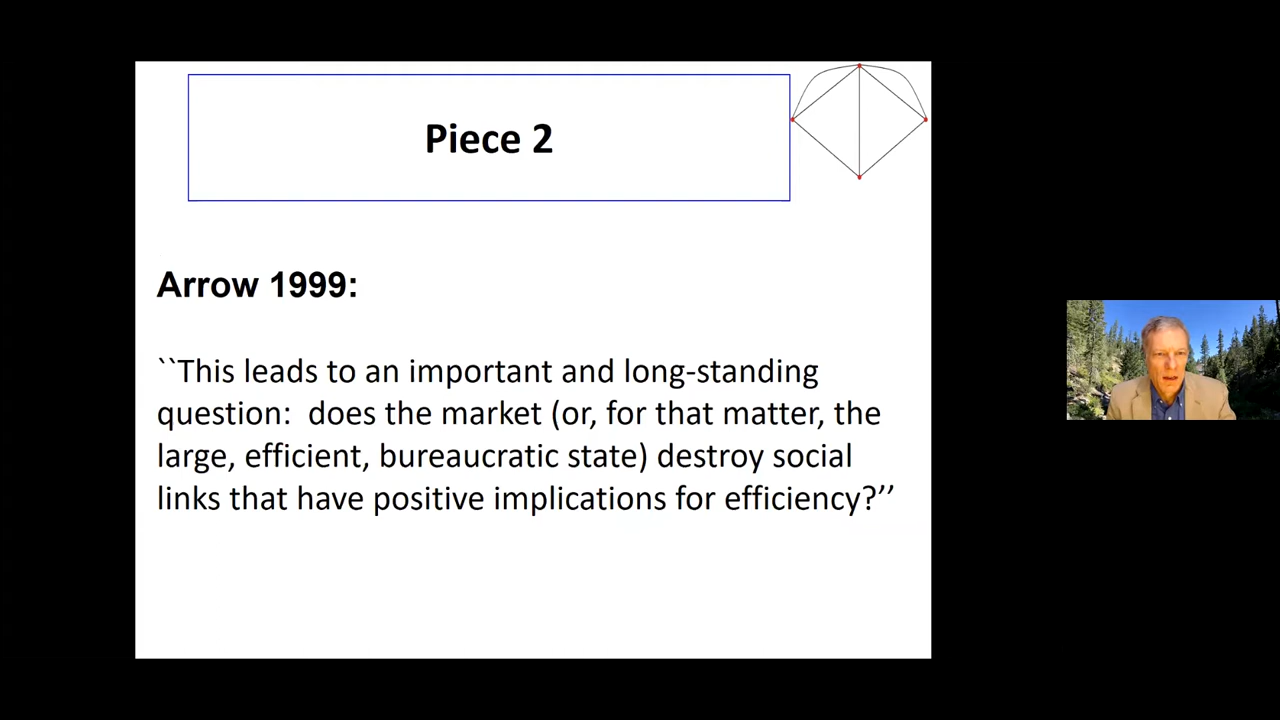 Piece 2
Arrow 1999:
``This leads to an important and long-standing
question:  does the market (or, for that matter, the
large, efficient, bureaucratic state) destroy social
links that have positive implications for efficiency?’’